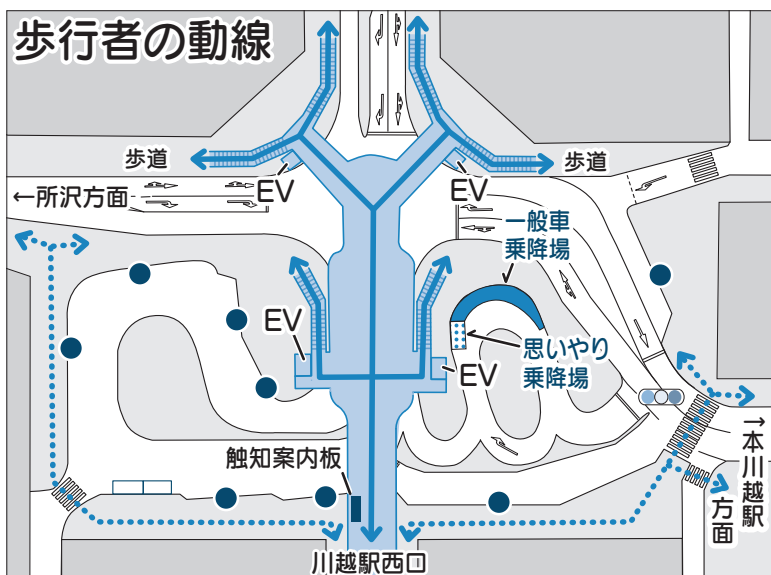 歩行者の動線
歩道
歩道
EV
EV
←所沢方面
一般車
乗降場
EV
思いやり
乗降場
EV
触知案内板
→本川越駅
方面
川越駅西口